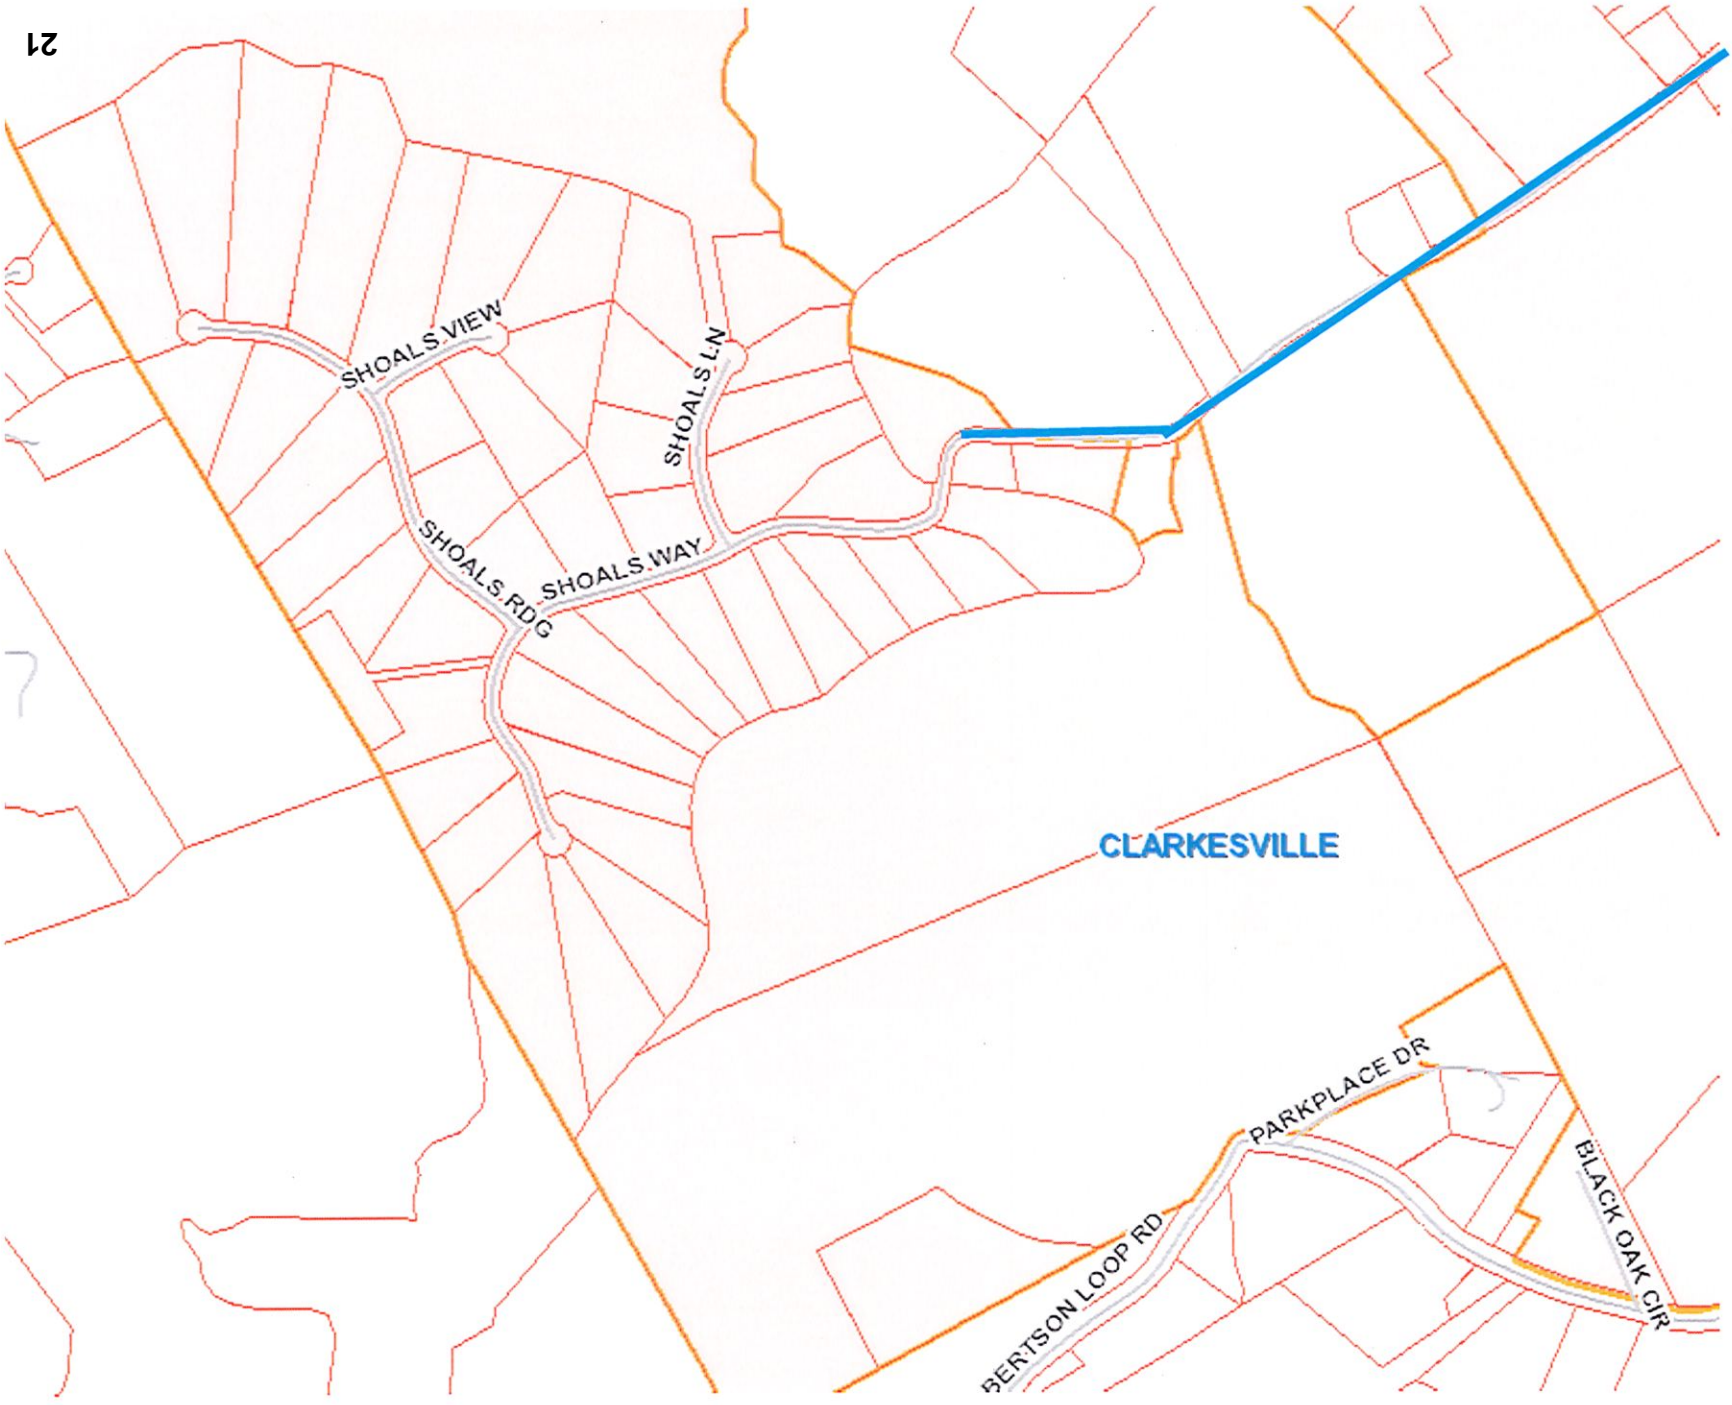 21
SHOALS VIEW
SHOALS LN
SHOALS RDG
SHOALS WAY
CLARKESVILLE
PARKPLACE DR
BLACK OAK CIR
BERTSON LOOP RD